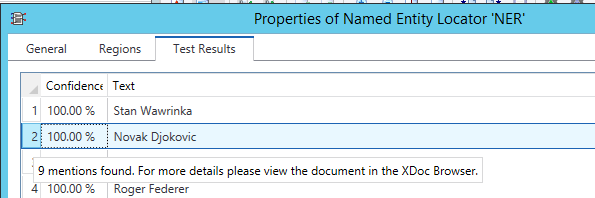 Properties of Named Entity Locator 'NER'
General Regions Test Results
Confidence Text
1 100.00 % Stan Wawrinka
2 100.00 % Novak Djokovic
9 mentions found. For more details please view the document in the XDoc Browser.
4 100.00 % Roger Federer